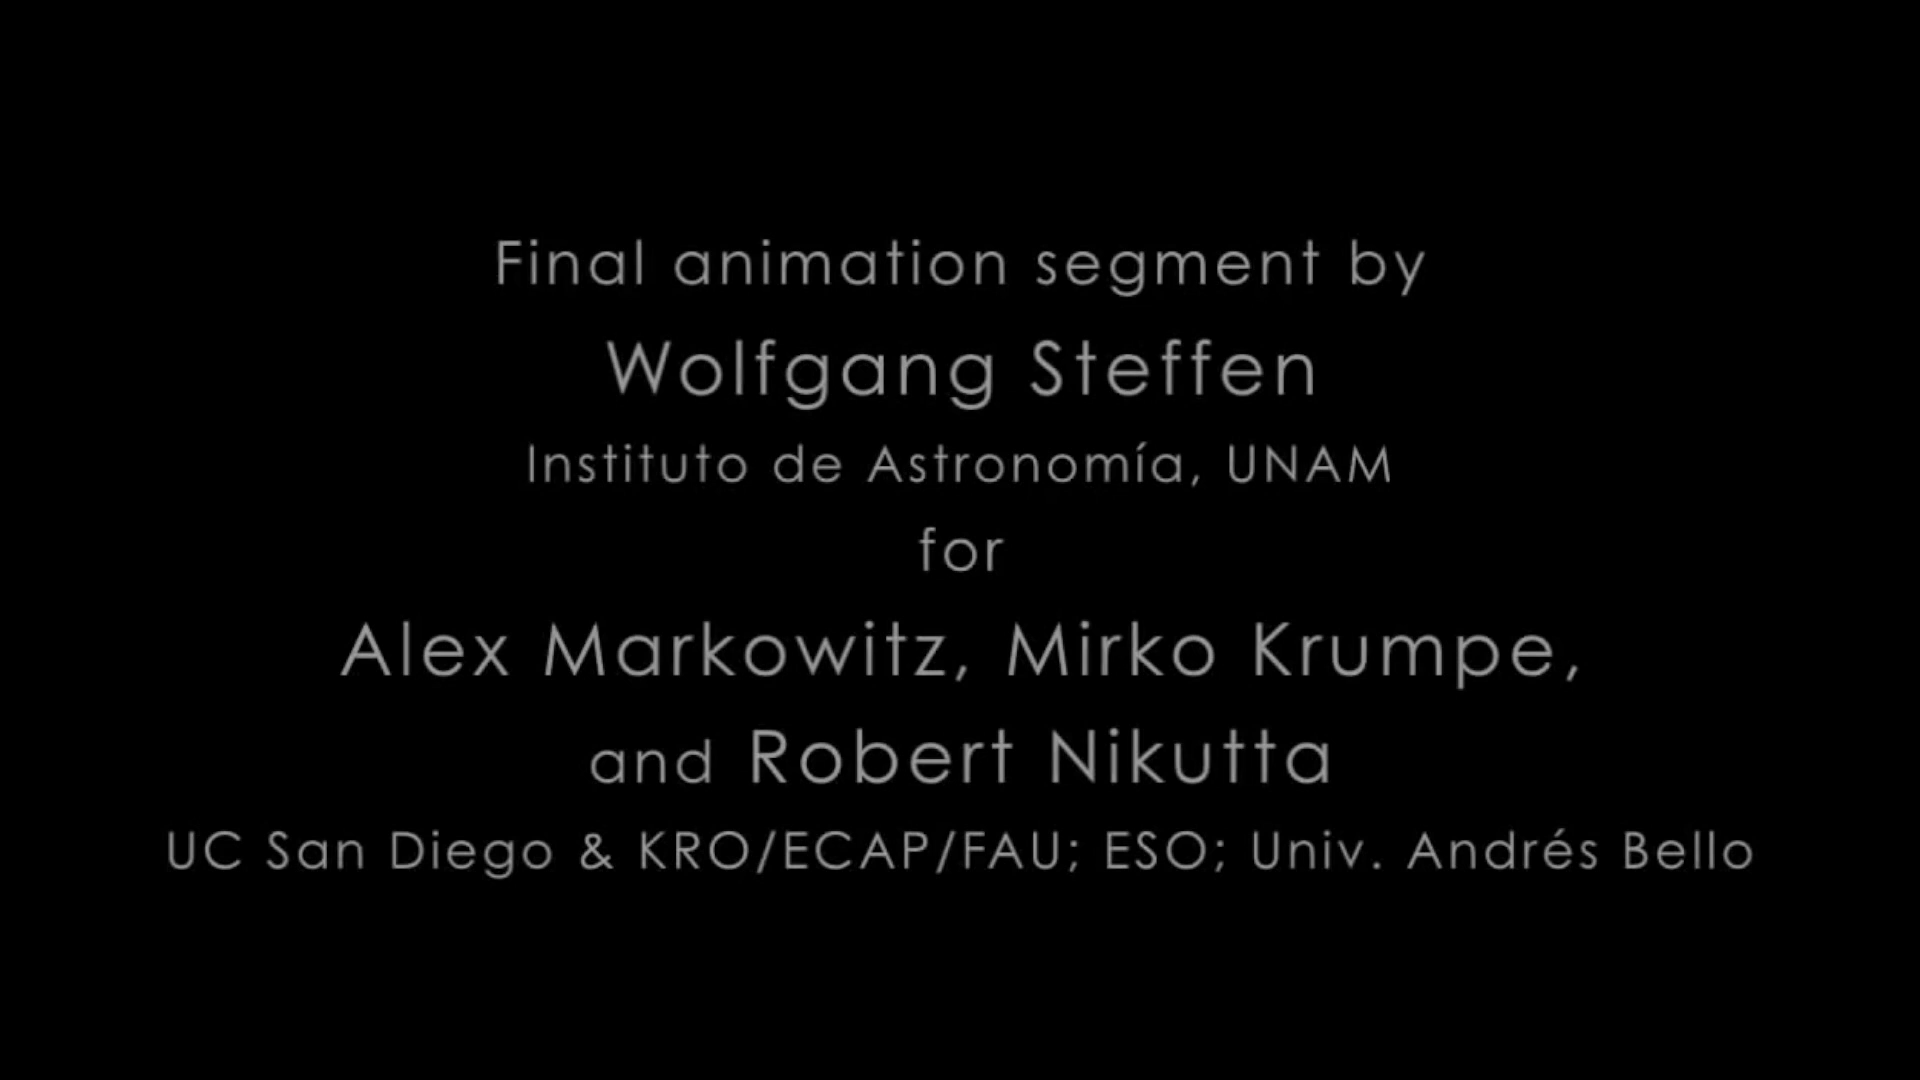 Final animation segment by
Wolfgang Steffen
Instituto de Astronomía, UNAM
for
Alex Markowitz, Mirko Krumpe,
and Robert Nikutta
UC San Diego & KRO/ECAP/FAU; ESO; Univ. Andrés Bello